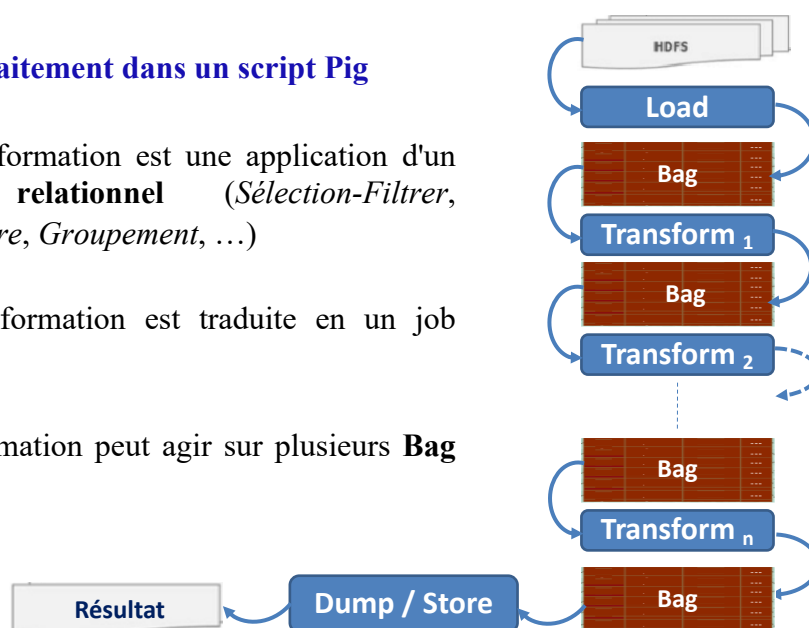 aitement dans un script Pig
formation est une application d'un
relationnel (Sélection-Filtrer,
re, Groupement, …)
formation est traduite en un job
mation peut agir sur plusieurs Bag
HDFS
Load
Bag
Transform 1
Bag
Transform 2
Bag
Transform n
Bag
Dump / Store
Résultat